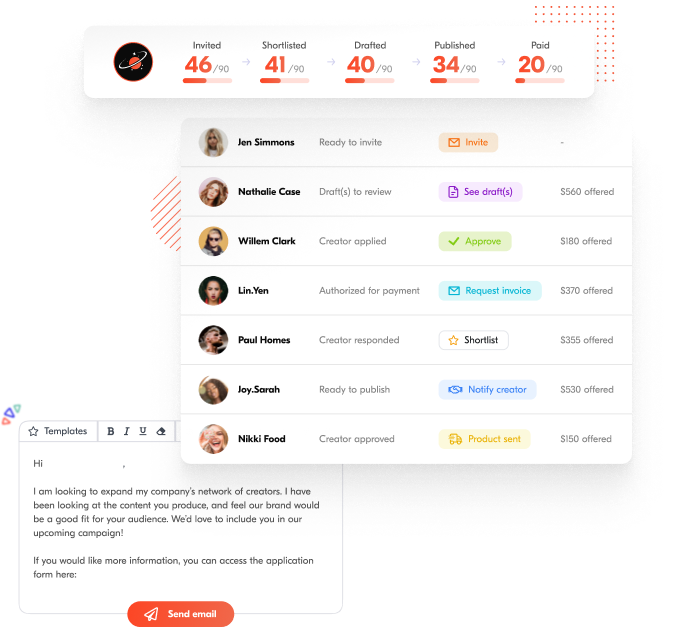 Invited Shortlisted Drafted Published Paid
46/90 41/90 40/90 34/90 20/90
Jen Simmons Ready to invite Invite -
Nathalie Case Draft(s) to review See draft(s) $560 offered
Willem Clark Creator applied Approve $180 offered
Lin.Yen Authorized for payment Request invoice $370 offered
Paul Homes Creator responded Shortlist $355 offered
Joy.Sarah Ready to publish Notify creator $530 offered
Nikki Food Creator approved Product sent $150 offered
Templates B I U
Hi ,
I am looking to expand my company's network of creators. I have
been looking at the content you produce, and feel our brand would
be a good fit for your audience. We'd love to include you in our
upcoming campaign!
If you would like more information, you can access the application
form here:
Send email